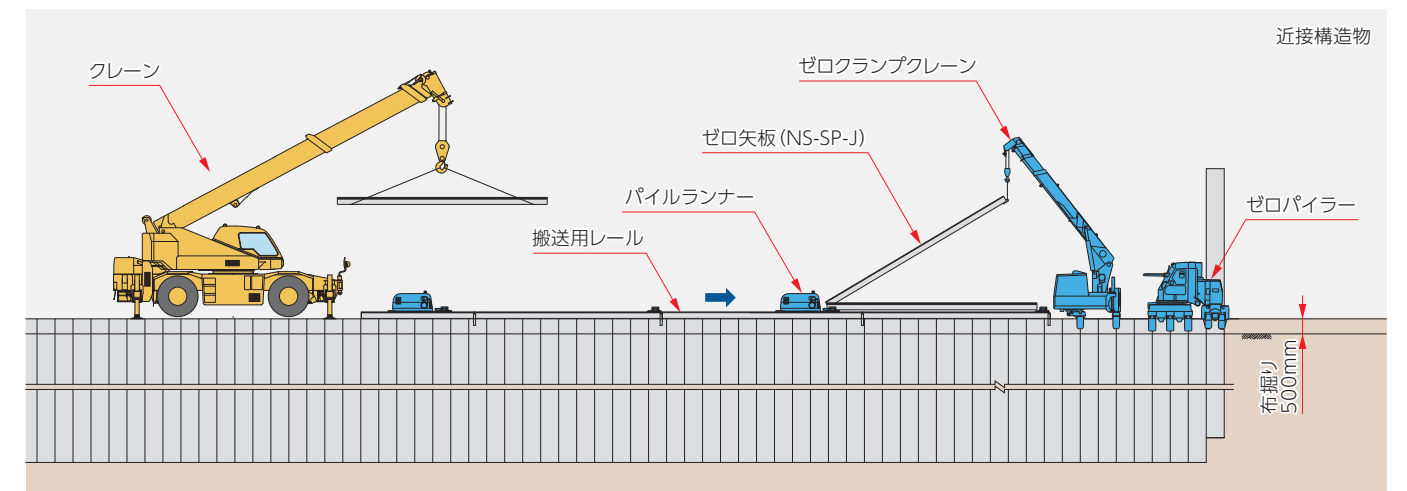 近接構造物
クレーン
ゼロクランプクレーン
ゼロ矢板(NS-SP-J)
パイルランナー
ゼロパイラー
搬送用レール
布掘り
500mm